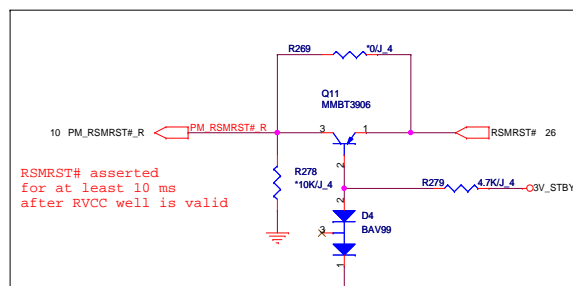 R269
*0/J_4
Q11
MMBT3906
10 PM_RSMRST#_R
PM_RSMRST#_R
3
1
RSMRST# 26
2
RSMRST# asserted
for at least 10 ms
after RVCC well is valid
R278
*10K/J_4
R279
4.7K/J_4
3V_STBY
2
D4
3
BAV99
1